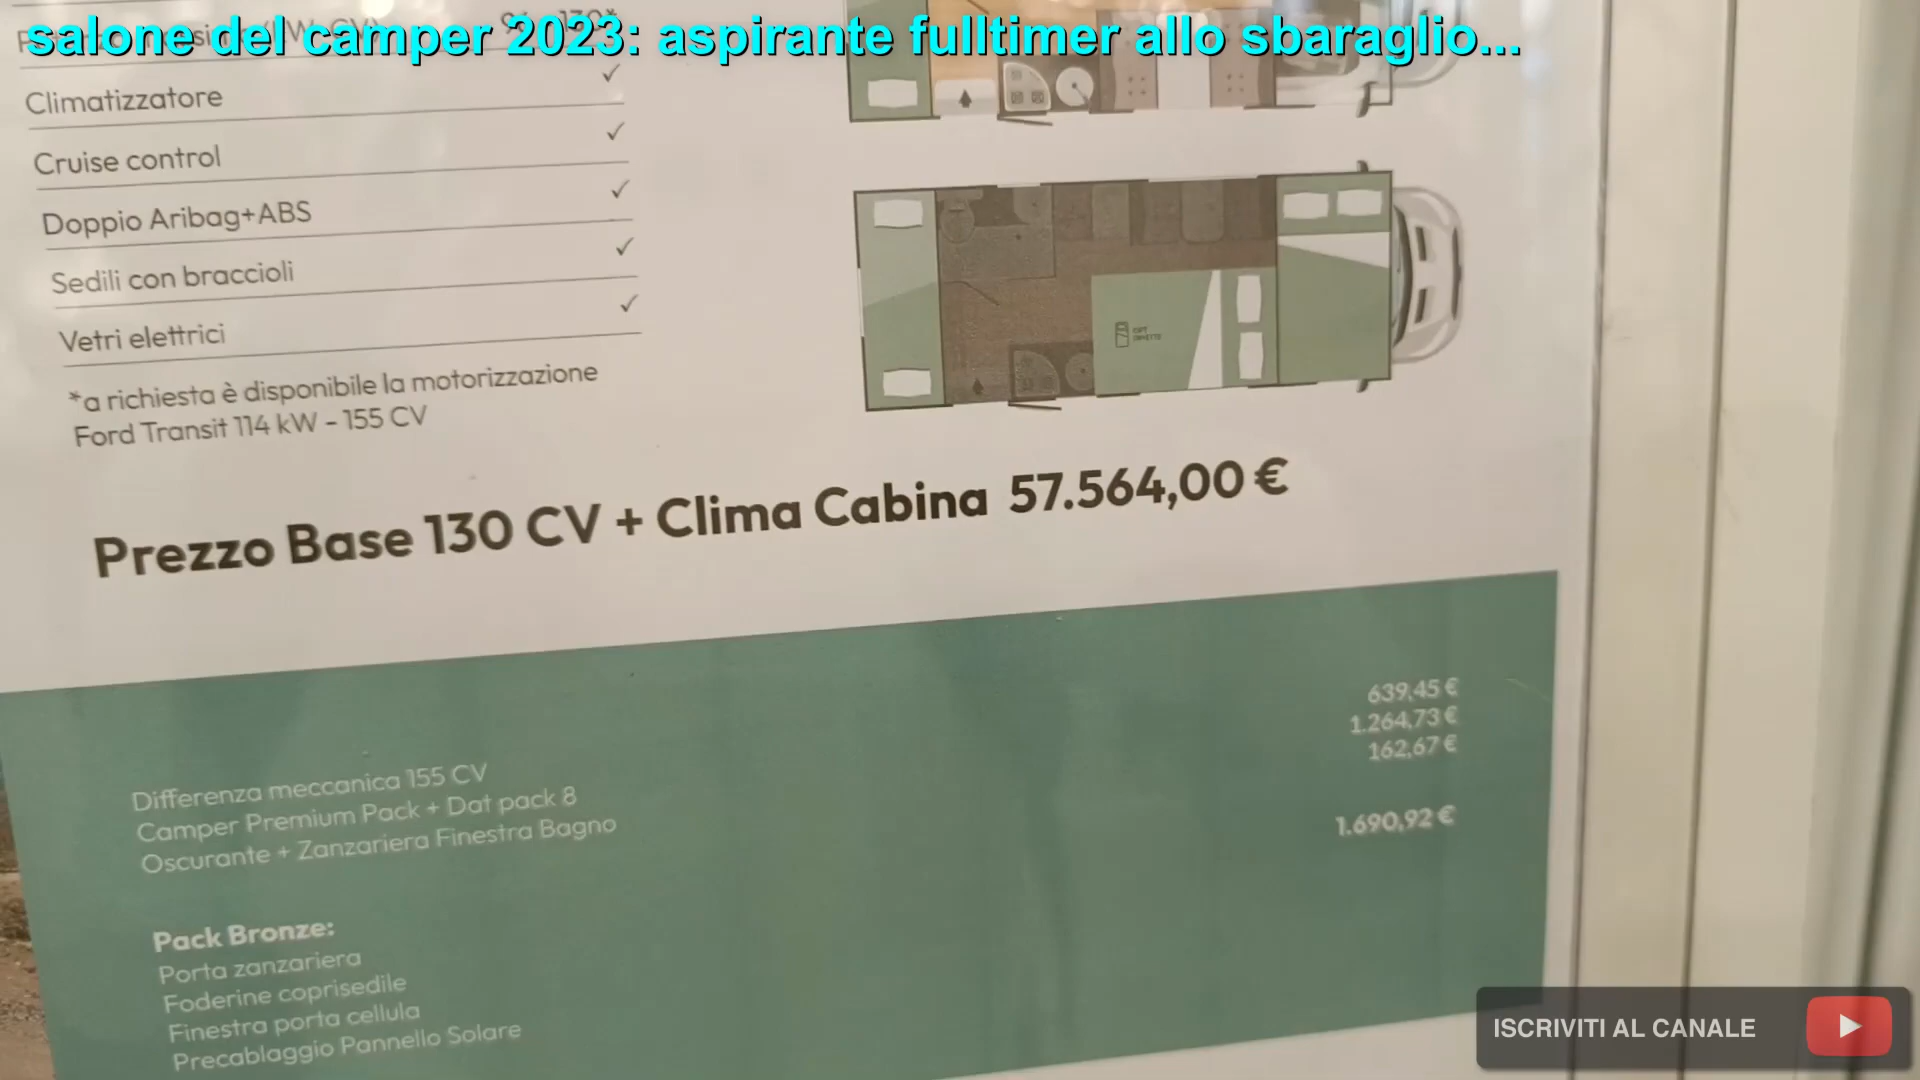 salone del camper 2023: aspirante fulltimer allo sbaraglio...
Climatizzatore ✓
Cruise control ✓
Doppio Aribag+ABS ✓
Sedili con braccioli ✓
Vetri elettrici ✓
*a richiesta è disponibile la motorizzazione
Ford Transit 114 kW - 155 CV
Prezzo Base 130 CV + Clima Cabina 57.564,00 €
Differenza meccanica 155 CV 639,45 €
Camper Premium Pack + Dat pack 8 1.264,73 €
Oscurante + Zanzariera Finestra Bagno 162,67 €
Pack Bronze: 1.690,92 €
Porta zanzariera
Foderine coprisedile
Finestra porta cellula
Precablaggio Pannello Solare
ISCRIVITI AL CANALE